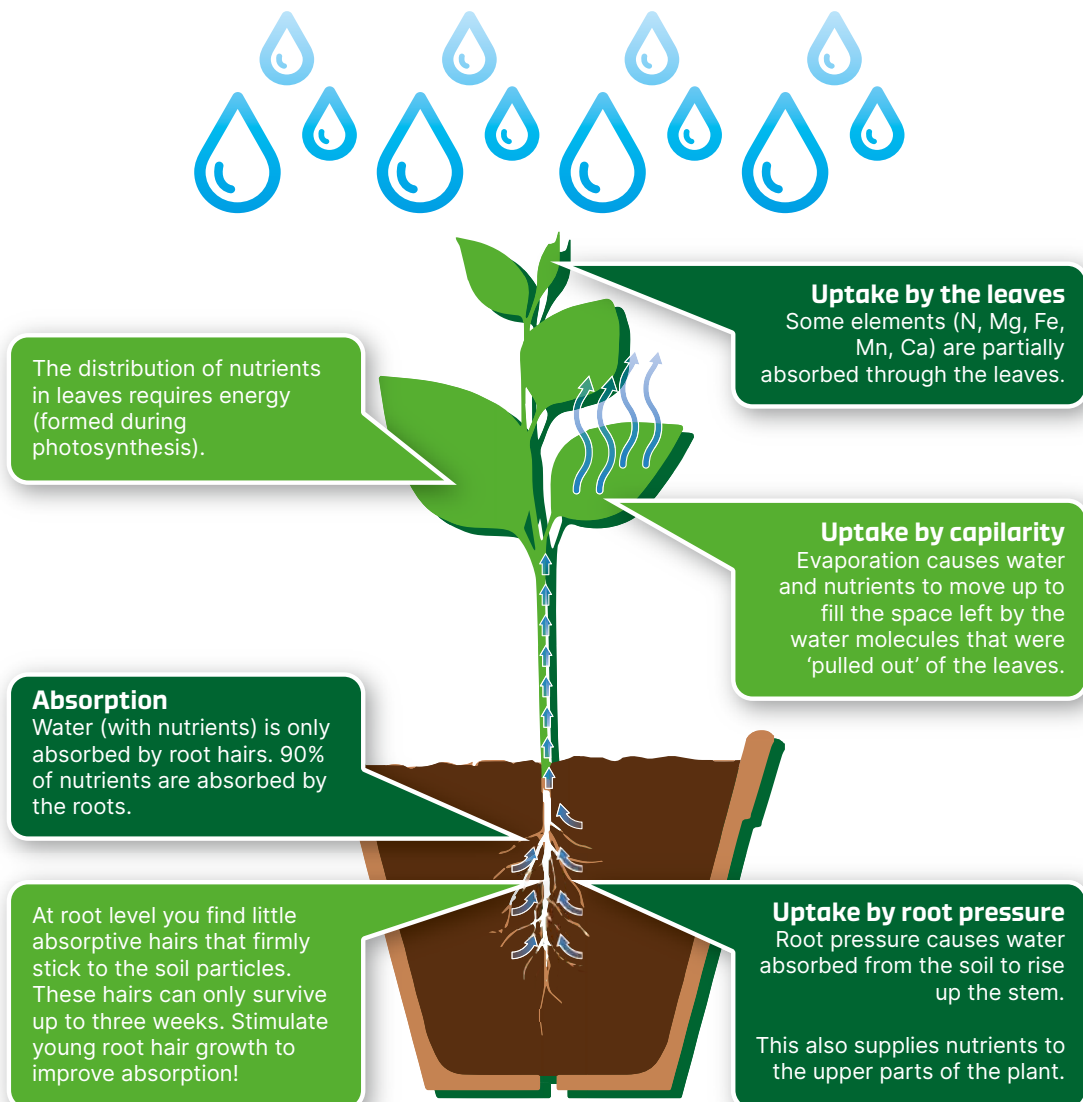 Uptake by the leaves
Some elements (N, Mg, Fe,
Mn, Ca) are partially
absorbed through the leaves.
The distribution of nutrients
in leaves requires energy
(formed during
photosynthesis).
Uptake by capilarity
Evaporation causes water
and nutrients to move up to
fill the space left by the
water molecules that were
‘pulled out’ of the leaves.
Absorption
Water (with nutrients) is only
absorbed by root hairs. 90%
of nutrients are absorbed by
the roots.
At root level you find little
absorptive hairs that firmly
stick to the soil particles.
These hairs can only survive
up to three weeks. Stimulate
young root hair growth to
improve absorption!
Uptake by root pressure
Root pressure causes water
absorbed from the soil to rise
up the stem.
This also supplies nutrients to
the upper parts of the plant.